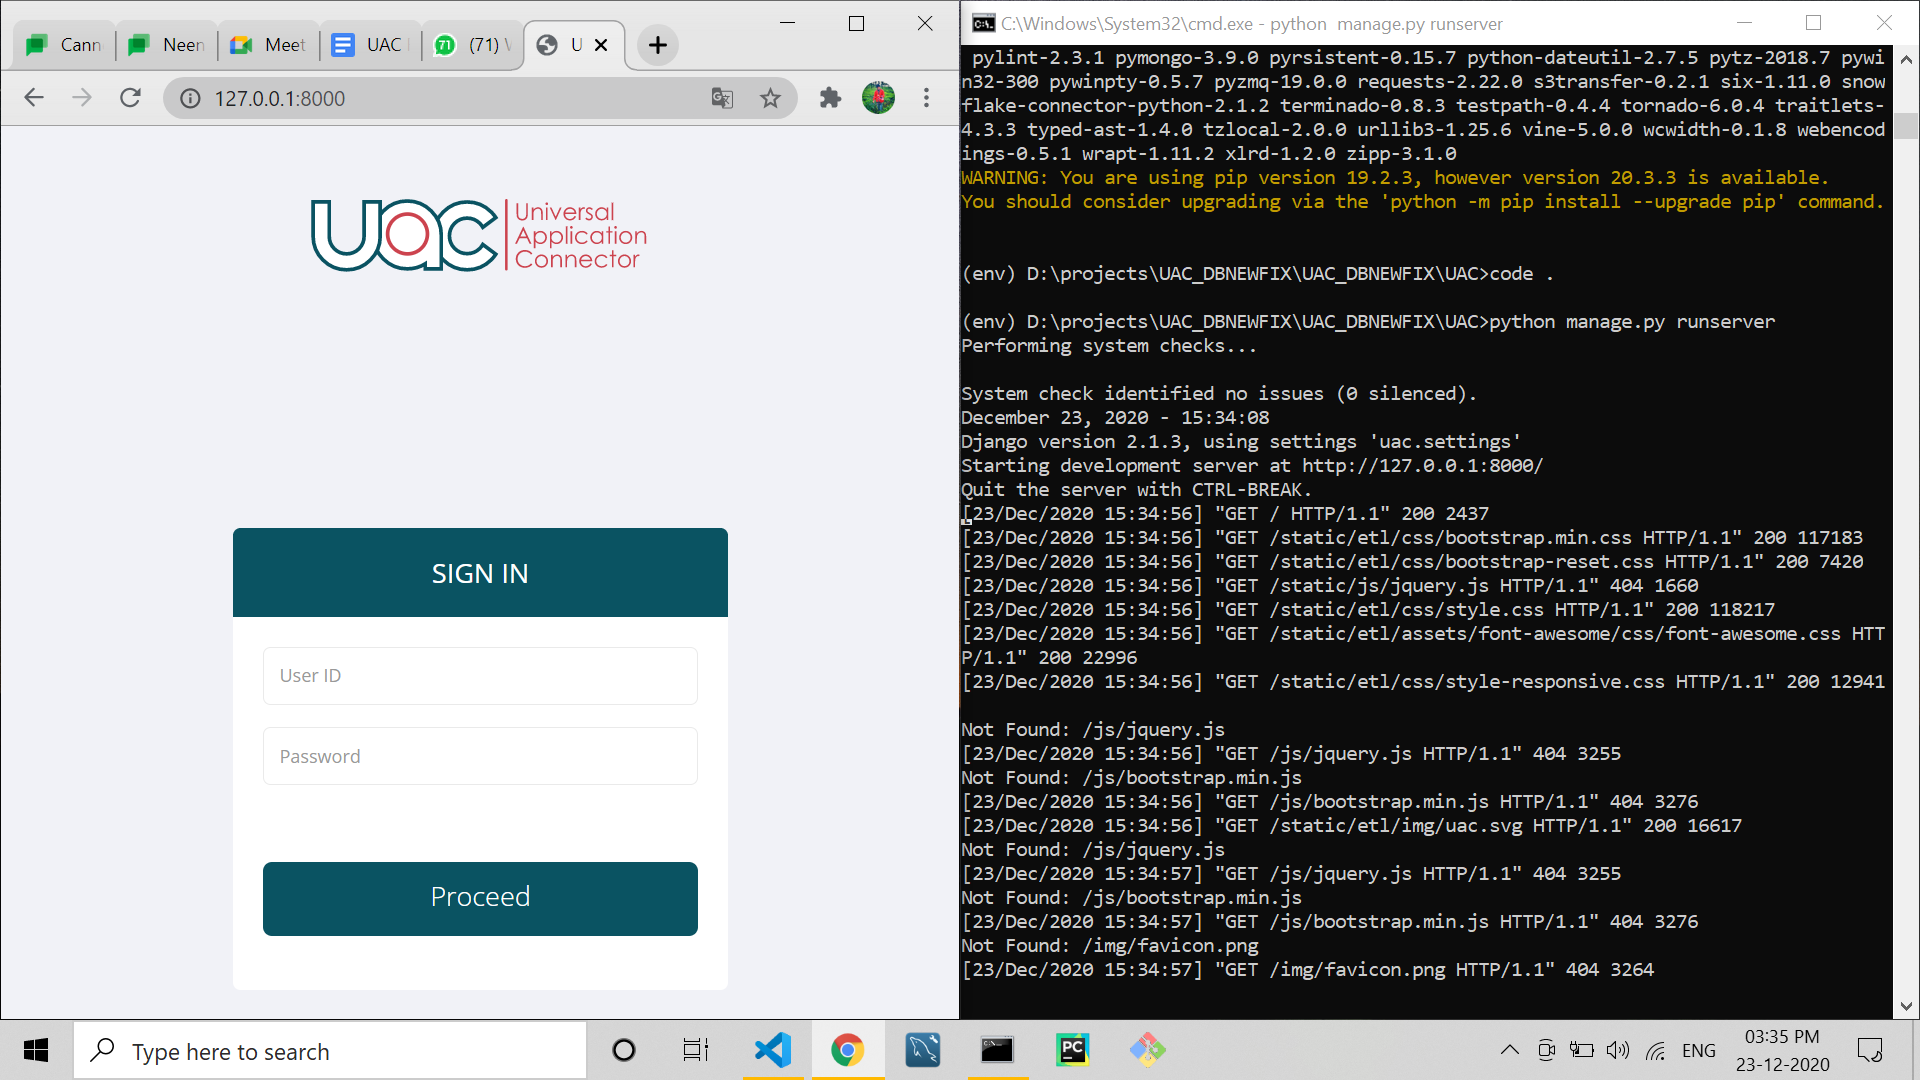 Cann
Neen
Meet
UAC
71
(71)
U
127.0.0.1:8000
uac
Universal
Application
Connector
SIGN IN
User ID
Password
Proceed
C:\Windows\System32\cmd.exe - python  manage.py runserver
pylint-2.3.1 pymongo-3.9.0 pyrsistent-0.15.7 python-dateutil-2.7.5 pytz-2018.7 pywi
n32-300 pywinpty-0.5.7 pyzmq-19.0.0 requests-2.22.0 s3transfer-0.2.1 six-1.11.0 snow
flake-connector-python-2.1.2 terminado-0.8.3 testpath-0.4.4 tornado-6.0.4 traitlets-
4.3.3 typed-ast-1.4.0 tzlocal-2.0.0 urllib3-1.25.6 vine-5.0.0 wcwidth-0.1.8 webencod
ings-0.5.1 wrapt-1.11.2 xlrd-1.2.0 zipp-3.1.0
WARNING: You are using pip version 19.2.3, however version 20.3.3 is available.
You should consider upgrading via the 'python -m pip install --upgrade pip' command.
(env) D:\projects\UAC_DBNEWFIX\UAC_DBNEWFIX\UAC>code .
(env) D:\projects\UAC_DBNEWFIX\UAC_DBNEWFIX\UAC>python manage.py runserver
Performing system checks...
System check identified no issues (0 silenced).
December 23, 2020 - 15:34:08
Django version 2.1.3, using settings 'uac.settings'
Starting development server at http://127.0.0.1:8000/
Quit the server with CTRL-BREAK.
[23/Dec/2020 15:34:56] "GET / HTTP/1.1" 200 2437
[23/Dec/2020 15:34:56] "GET /static/etl/css/bootstrap.min.css HTTP/1.1" 200 117183
[23/Dec/2020 15:34:56] "GET /static/etl/css/bootstrap-reset.css HTTP/1.1" 200 7420
[23/Dec/2020 15:34:56] "GET /static/js/jquery.js HTTP/1.1" 404 1660
[23/Dec/2020 15:34:56] "GET /static/etl/css/style.css HTTP/1.1" 200 118217
[23/Dec/2020 15:34:56] "GET /static/etl/assets/font-awesome/css/font-awesome.css HTT
P/1.1" 200 22996
[23/Dec/2020 15:34:56] "GET /static/etl/css/style-responsive.css HTTP/1.1" 200 12941
Not Found: /js/jquery.js
[23/Dec/2020 15:34:56] "GET /js/jquery.js HTTP/1.1" 404 3255
Not Found: /js/bootstrap.min.js
[23/Dec/2020 15:34:56] "GET /js/bootstrap.min.js HTTP/1.1" 404 3276
[23/Dec/2020 15:34:56] "GET /static/etl/img/uac.svg HTTP/1.1" 200 16617
Not Found: /js/jquery.js
[23/Dec/2020 15:34:57] "GET /js/jquery.js HTTP/1.1" 404 3255
Not Found: /js/bootstrap.min.js
[23/Dec/2020 15:34:57] "GET /js/bootstrap.min.js HTTP/1.1" 404 3276
Not Found: /img/favicon.png
[23/Dec/2020 15:34:57] "GET /img/favicon.png HTTP/1.1" 404 3264
Type here to search
PC
ENG
03:35 PM
23-12-2020